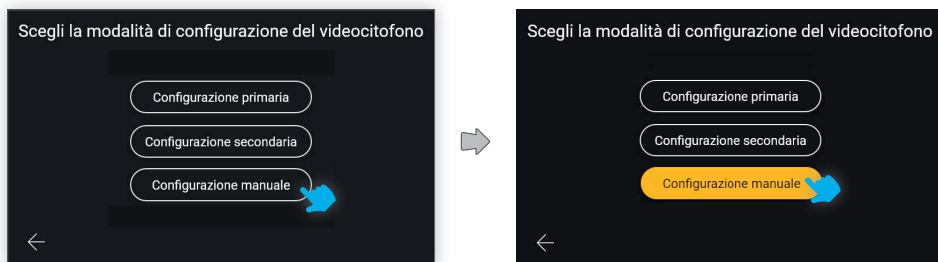 Scegli la modalità di configurazione del videocitofono
Configurazione primaria
Configurazione secondaria
Configurazione manuale
Scegli la modalità di configurazione del videocitofono
Configurazione primaria
Configurazione secondaria
Configurazione manuale